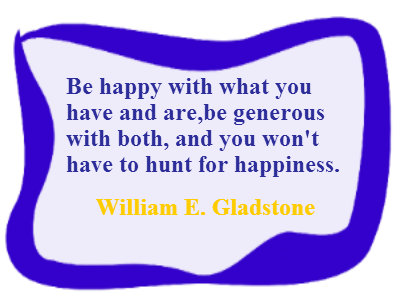 Be happy with what you
have and are,be generous
with both, and you won't
have to hunt for happiness.
William E. Gladstone